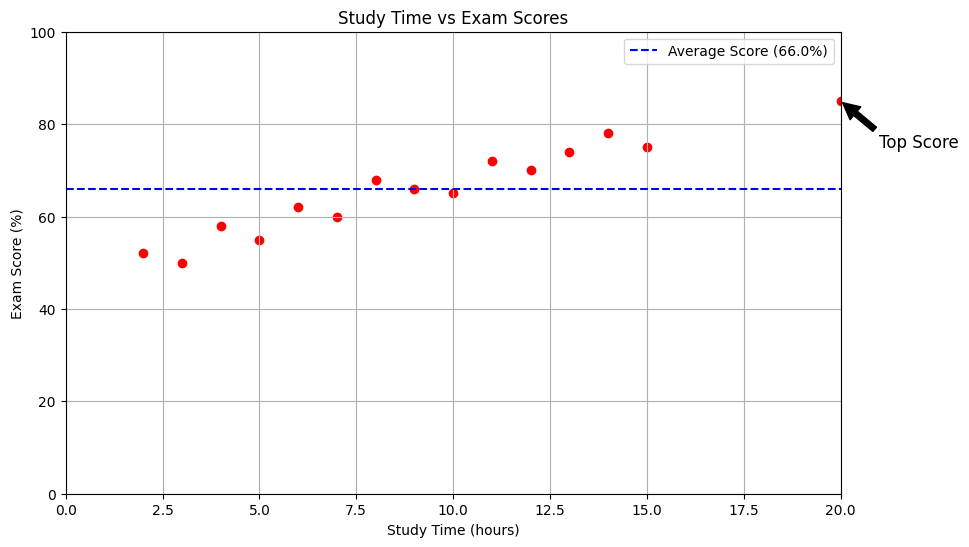 Study Time vs Exam Scores
Average Score (66.0%)
Top Score
Exam Score (%)
100
80
60
40
20
0
0.0 2.5 5.0 7.5 10.0 12.5 15.0 17.5 20.0
Study Time (hours)